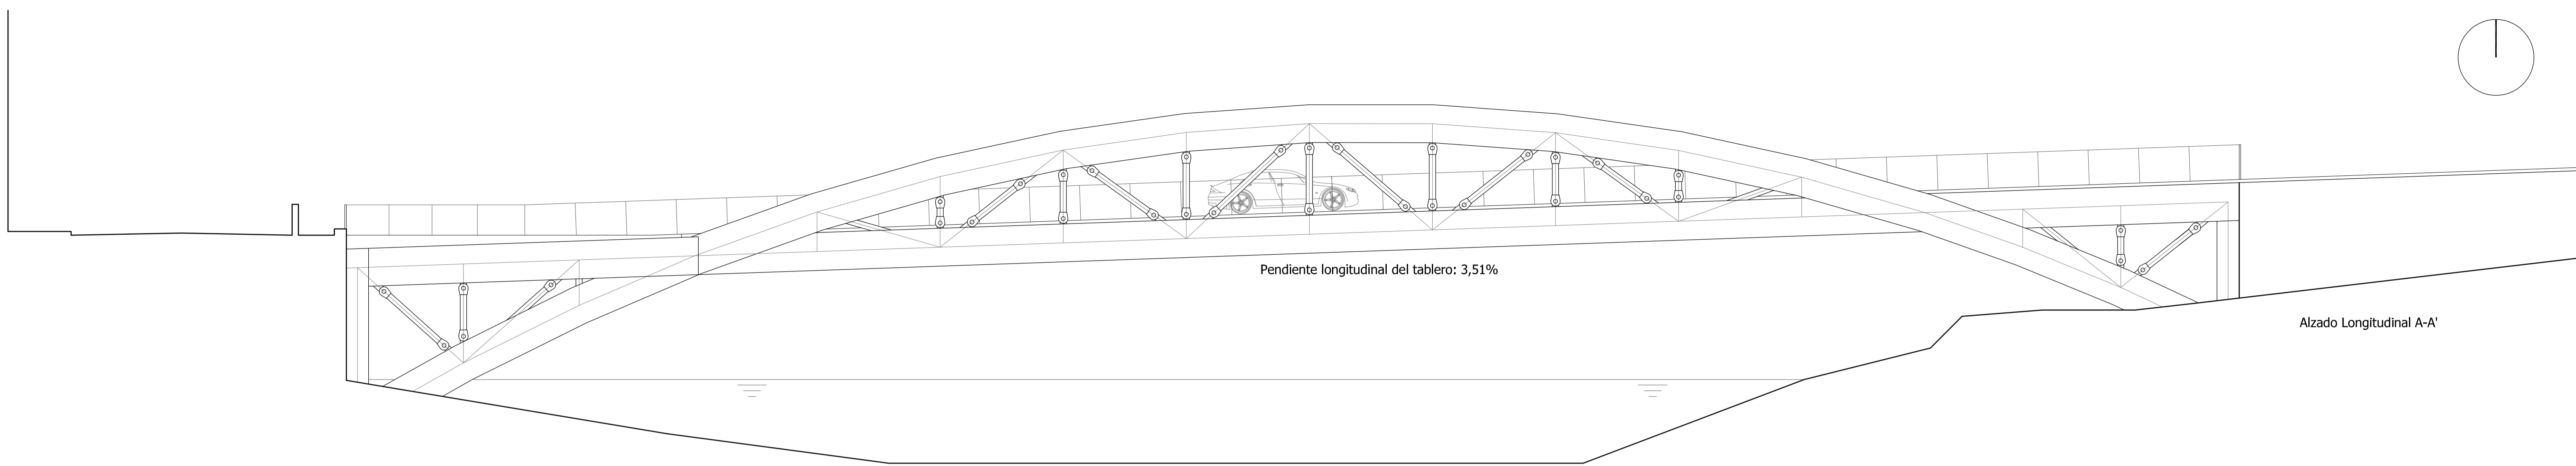 Pendiente longitudinal del tablero: 3,51%
Alzado Longitudinal A-A'